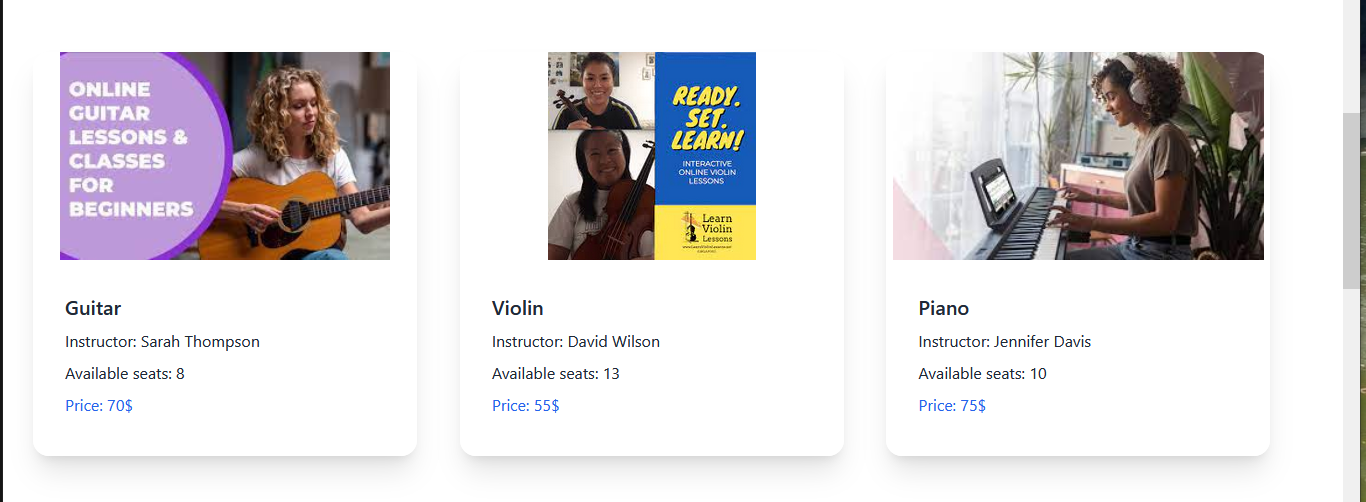 ONLINE
GUITAR
LESSONS &
CLASSES
FOR
BEGINNERS
Guitar
Instructor: Sarah Thompson
Available seats: 8
Price: 70$
READY.
SET.
LEARN!
INTERACTIVE
ONLINE VIOLIN
LESSONS
Learn
Violin
Lessons
Violin
Instructor: David Wilson
Available seats: 13
Price: 55$
Piano
Instructor: Jennifer Davis
Available seats: 10
Price: 75$